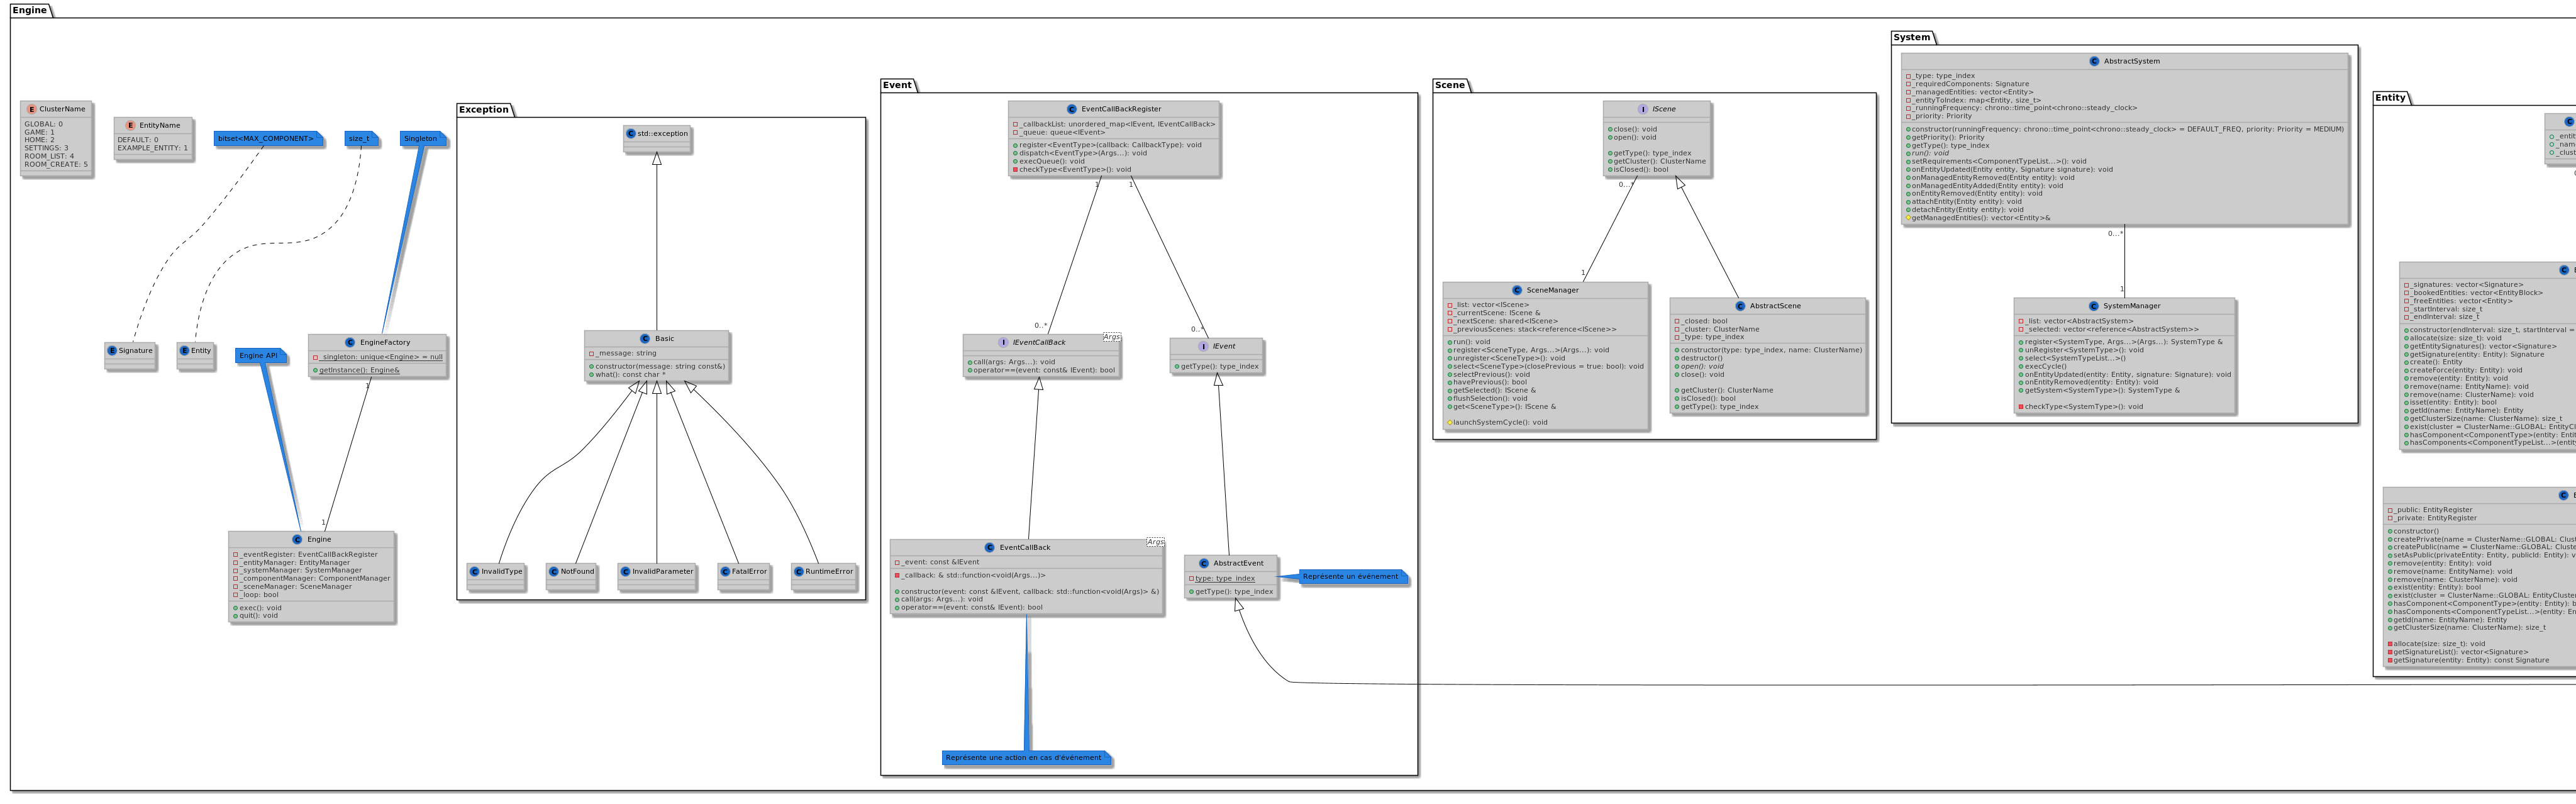 Engine
ClusterName
GLOBAL: 0
GAME: 1
HOME: 2
SETTINGS: 3
ROOM_LIST: 4
ROOM_CREATE: 5
EntityName
DEFAULT: 0
EXAMPLE_ENTITY: 1
bitset<MAX_COMPONENT>
size_t
Singleton
Signature
Entity
Engine API
EngineFactory
_singleton: unique<Engine> = null
getInstance(): Engine&
1
1
Engine
_eventRegister: EventCallBackRegister
_entityManager: EntityManager
_systemManager: SystemManager
_componentManager: ComponentManager
_sceneManager: SceneManager
_loop: bool
exec(): void
quit(): void
Exception
std::exception
Basic
_message: string
constructor(message: string const&)
what(): const char *
InvalidType
NotFound
InvalidParameter
FatalError
RuntimeError
Event
EventCallBackRegister
_callbackList: unordered_map<IEvent, IEventCallBack>
_queue: queue<IEvent>
register<EventType>(callback: CallbackType): void
dispatch<EventType>(Args...): void
execQueue(): void
checkType<EventType>(): void
1
1
0..*
0..*
IEventCallBack
Args
call(args: Args...): void
operator==(event: const& IEvent): bool
IEvent
getType(): type_index
EventCallBack
Args
_event: const &IEvent
_callback: & std::function<void(Args...)>
constructor(event: const &IEvent, callback: std::function<void(Args)> &)
call(args: Args...): void
operator==(event: const& IEvent): bool
AbstractEvent
type: type_index
getType(): type_index
Représente un événement
Représente une action en cas d'événement
Scene
IScene
close(): void
open(): void
getType(): type_index
getCluster(): ClusterName
isClosed(): bool
0...*
1
SceneManager
_list: vector<IScene>
_currentScene: IScene &
_nextScene: shared<IScene>
_previousScenes: stack<reference<IScene>>
run(): void
register<SceneType, Args...>(Args...): void
unregister<SceneType>(): void
select<SceneType>(closePrevious = true: bool): void
selectPrevious(): void
havePrevious(): bool
getSelected(): IScene &
flushSelection(): void
get<SceneType>(): IScene &
launchSystemCycle(): void
AbstractScene
_closed: bool
_cluster: ClusterName
_type: type_index
constructor(type: type_index, name: ClusterName)
destructor()
open(): void
close(): void
getCluster(): ClusterName
isClosed(): bool
getType(): type_index
System
AbstractSystem
_type: type_index
_requiredComponents: Signature
_managedEntities: vector<Entity>
_entityToIndex: map<Entity, size_t>
_runningFrequency: chrono::time_point<chrono::steady_clock>
_priority: Priority
constructor(runningFrequency: chrono::time_point<chrono::steady_clock> = DEFAULT_FREQ, priority: Priority = MEDIUM)
getPriority(): Priority
getType(): type_index
run(): void
setRequirements<ComponentTypeList...>(): void
onEntityUpdated(Entity entity, Signature signature): void
onManagedEntityRemoved(Entity entity): void
onManagedEntityAdded(Entity entity): void
onEntityRemoved(Entity entity): void
attachEntity(Entity entity): void
detachEntity(Entity entity): void
getManagedEntities(): vector<Entity>&
0...*
1
SystemManager
_list: vector<AbstractSystem>
_selected: vector<reference<AbstractSystem>>
register<SystemType, Args...>(Args...): SystemType &
unRegister<SystemType>(): void
select<SystemTypeList...>()
execCycle()
onEntityUpdated(entity: Entity, signature: Signature): void
onEntityRemoved(entity: Entity): void
getSystem<SystemType>(): SystemType &
checkType<SystemType>(): void
Entity
_signatures: vector<Signature>
_bookedEntities: vector<EntityBlock>
_freeEntities: vector<Entity>
_startInterval: size_t
_endInterval: size_t
constructor(endInterval: size_t, startInterval =
allocate(size: size_t): void
getEntitySignatures(): vector<Signature>
getSignature(entity: Entity): Signature
create(): Entity
createForce(entity: Entity): void
remove(entity: Entity): void
remove(name: EntityName): void
remove(name: ClusterName): void
isset(entity: Entity): bool
getId(name: EntityName): Entity
getClusterSize(name: ClusterName): size_t
exist(cluster = ClusterName::GLOBAL: EntityCl
hasComponent<ComponentType>(entity: Enti
hasComponents<ComponentTypeList...>(entity
_public: EntityRegister
_private: EntityRegister
constructor()
createPrivate(name = ClusterName::GLOBAL: Clust
createPublic(name = ClusterName::GLOBAL: Cluste
setAsPublic(privateEntity: Entity, publicId: Entity): v
remove(entity: Entity): void
remove(name: EntityName): void
remove(name: ClusterName): void
exist(entity: Entity): bool
exist(cluster = ClusterName::GLOBAL: EntityCluster
hasComponent<ComponentType>(entity: Entity): b
hasComponents<ComponentTypeList...>(entity: En
getId(name: EntityName): Entity
getClusterSize(name: ClusterName): size_t
allocate(size: size_t): void
getSignatureList(): vector<Signature>
getSignature(entity: Entity): const Signature